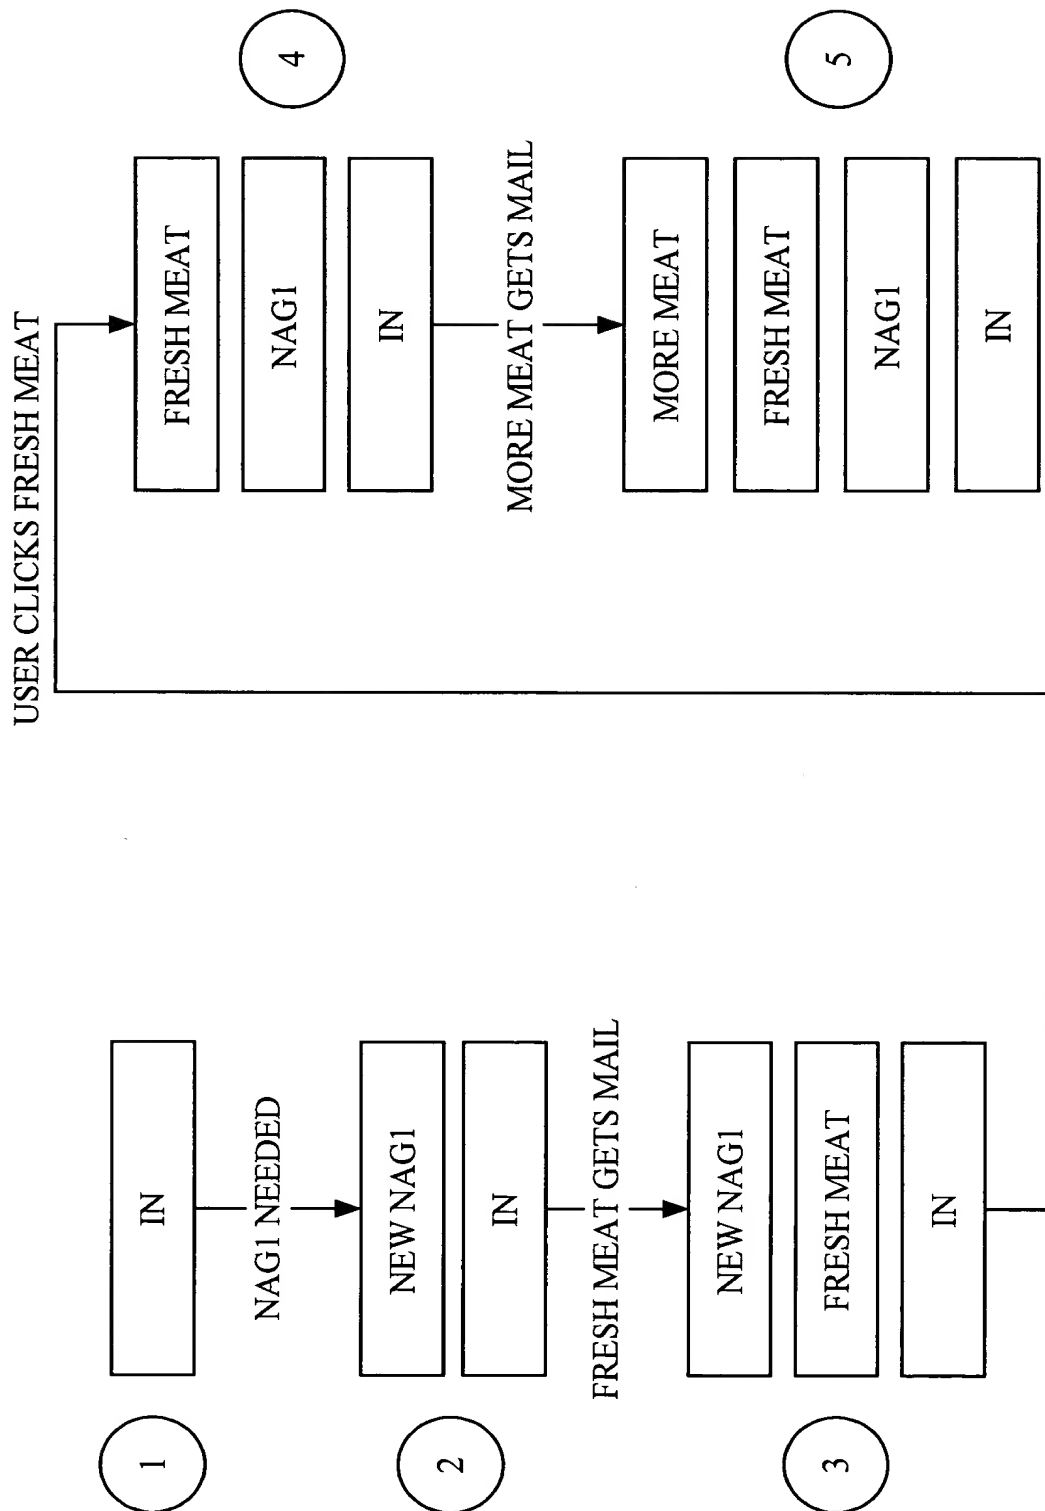 1
IN
NAG1 NEEDED
2
NEW NAG1
IN
FRESH MEAT GETS MAIL
3
NEW NAG1
FRESH MEAT
IN
USER CLICKS FRESH MEAT
4
FRESH MEAT
NAG1
IN
MORE MEAT GETS MAIL
5
MORE MEAT
FRESH MEAT
NAG1
IN